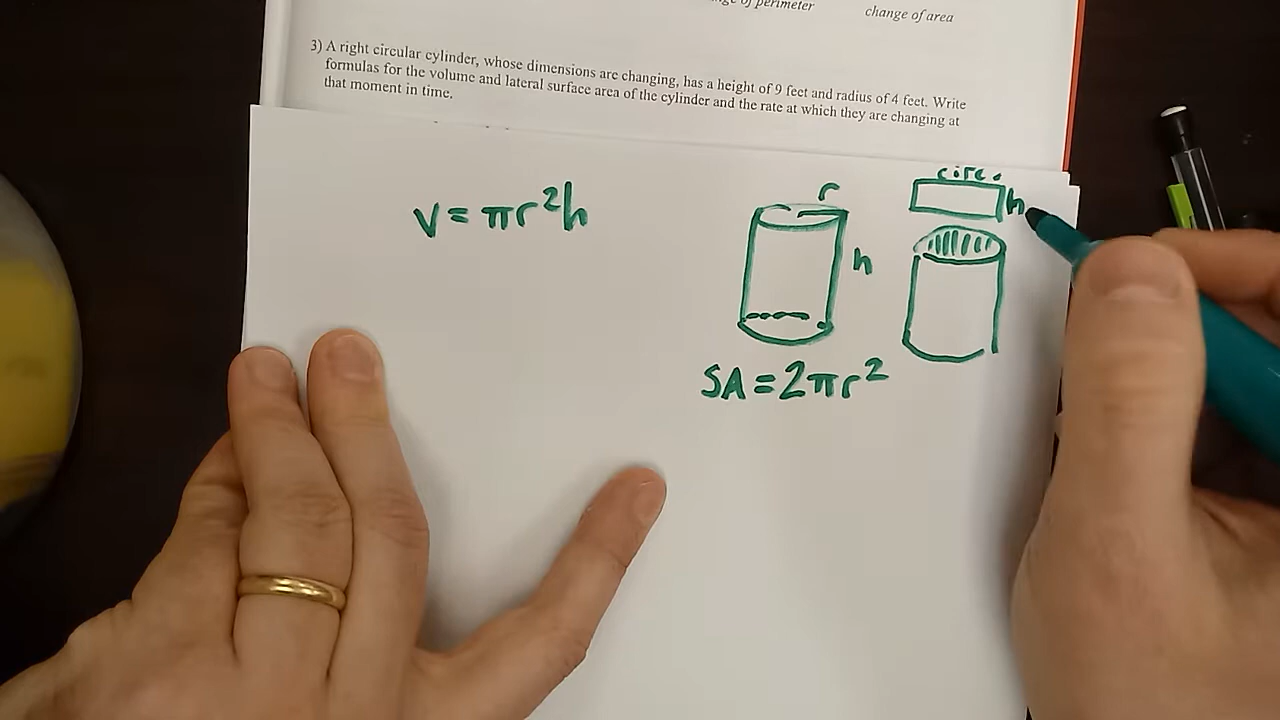 of perimeter change of area
3) A right circular cylinder, whose dimensions are changing, has a height of 9 feet and radius of 4 feet. Write
formulas for the volume and lateral surface area of the cylinder and the rate at which they are changing at
that moment in time.
circ.
h
r
V = πr²h
h
SA = 2πr²